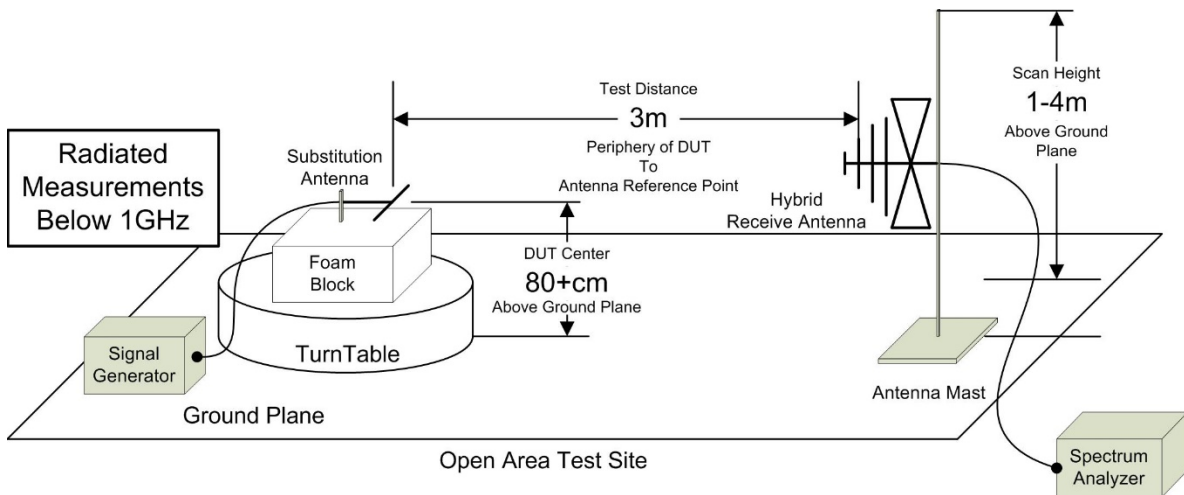 Radiated
Measurements
Below 1GHz
Substitution
Antenna
Test Distance
3m
Periphery of DUT
To
Antenna Reference Point
Scan Height
1-4m
Above Ground
Plane
Hybrid
Receive Antenna
Foam
Block
DUT Center
80+cm
Above Ground Plane
TurnTable
Signal
Generator
Ground Plane
Antenna Mast
Open Area Test Site
Spectrum
Analyzer